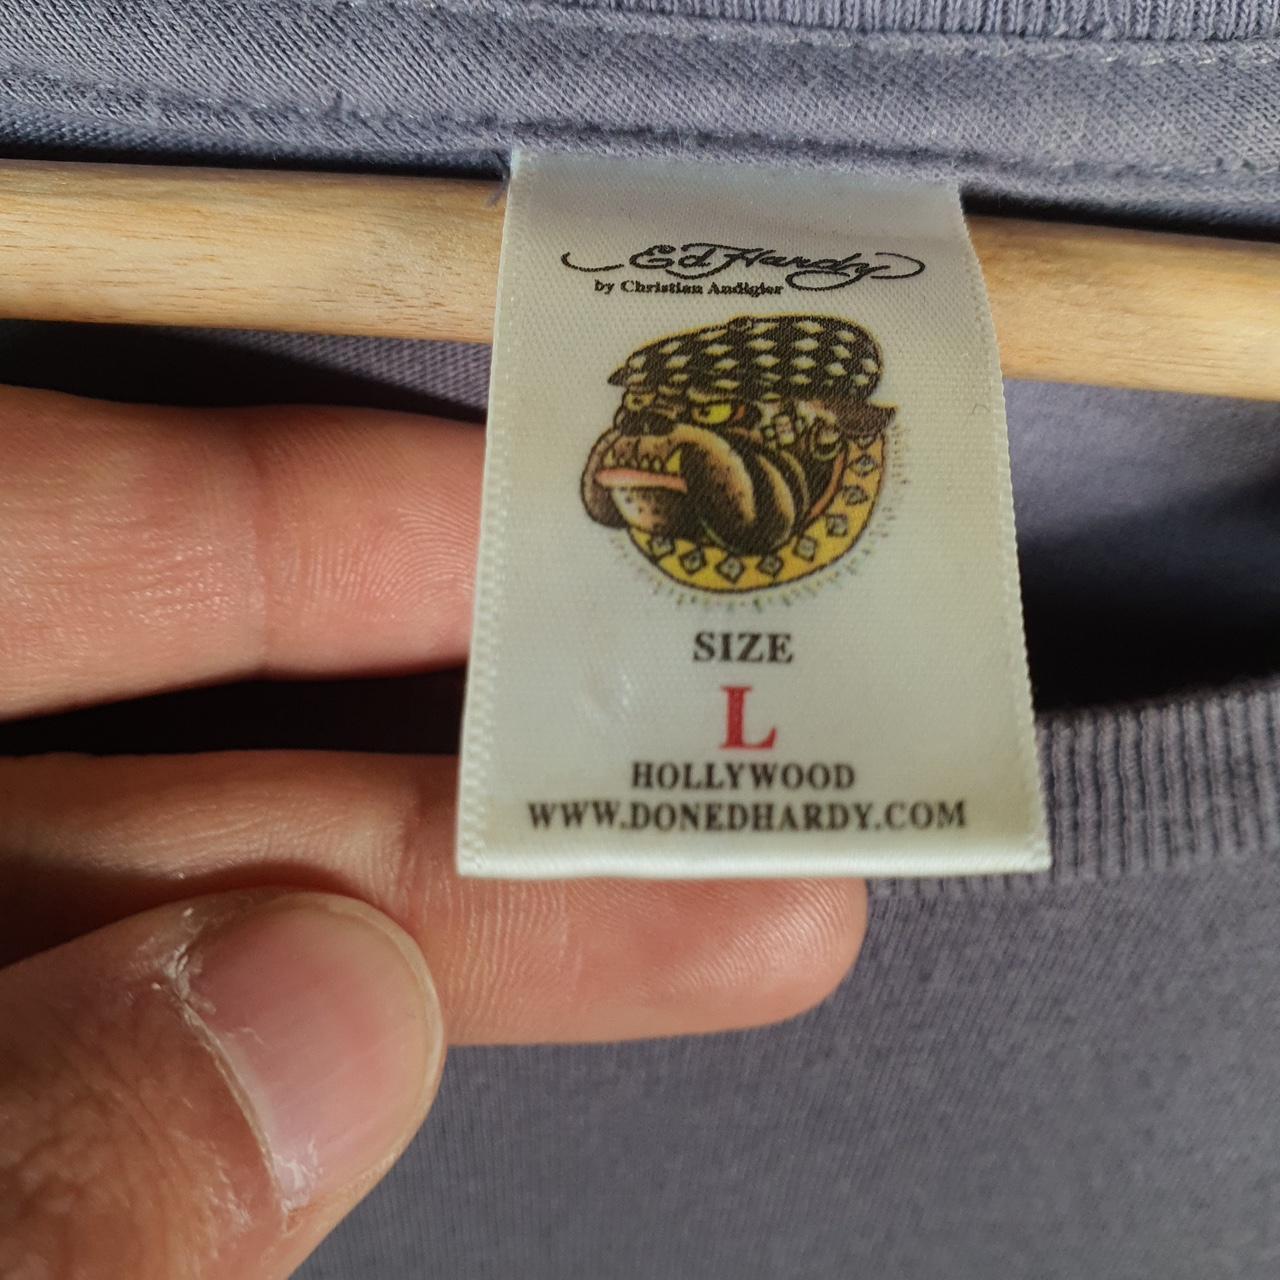 Ed Hardy
by Christian Audigier
SIZE
L
HOLLYWOOD
WWW.DONEDHARDY.COM